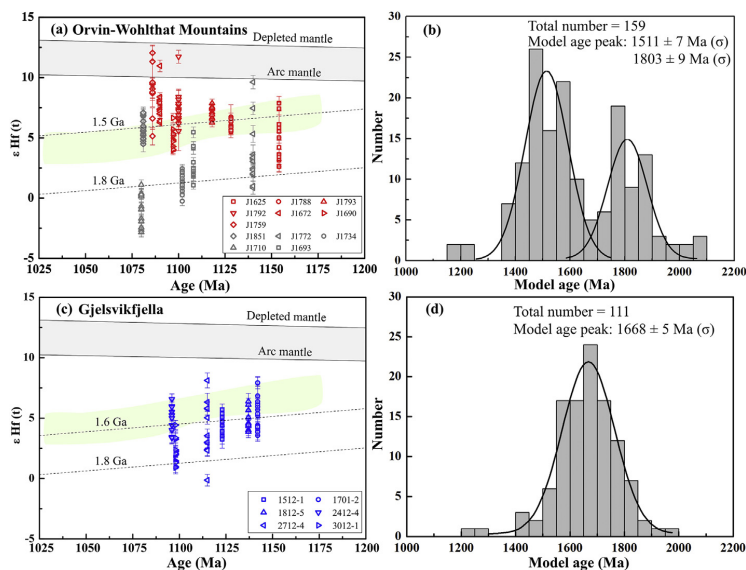 (a) Orvin-Wohlthat Mountains
Depleted mantle
Arc mantle
1.5 Ga
1.8 Ga
J1625 J1788 J1793
J1792 J1672 J1690
J1759
J1851 J1772 J1734
J1710 J1693
ε Hf (t)
15
10
5
0
-5
1025 1050 1075 1100 1125 1150 1175 1200
Age (Ma)
(b)
Total number = 159
Model age peak: 1511 ± 7 Ma (σ)
1803 ± 9 Ma (σ)
Number
30
25
20
15
10
5
0
1000 1200 1400 1600 1800 2000 2200
Model age (Ma)
(c) Gjelsvikfjella
Depleted mantle
Arc mantle
1.6 Ga
1.8 Ga
1512-1 1701-2
1812-5 2412-4
2712-4 3012-1
ε Hf (t)
15
10
5
0
-5
1025 1050 1075 1100 1125 1150 1175 1200
Age (Ma)
(d)
Total number = 111
Model age peak: 1668 ± 5 Ma (σ)
Number
30
25
20
15
10
5
0
1000 1200 1400 1600 1800 2000 2200
Model age (Ma)